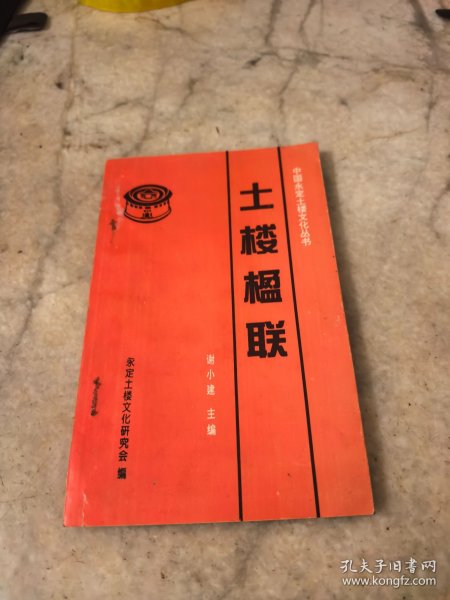 中国永定土楼文化丛书
土楼楹联
谢小建 主编
永定土楼文化研究会 编
孔夫子旧书网
www.kongfz.com